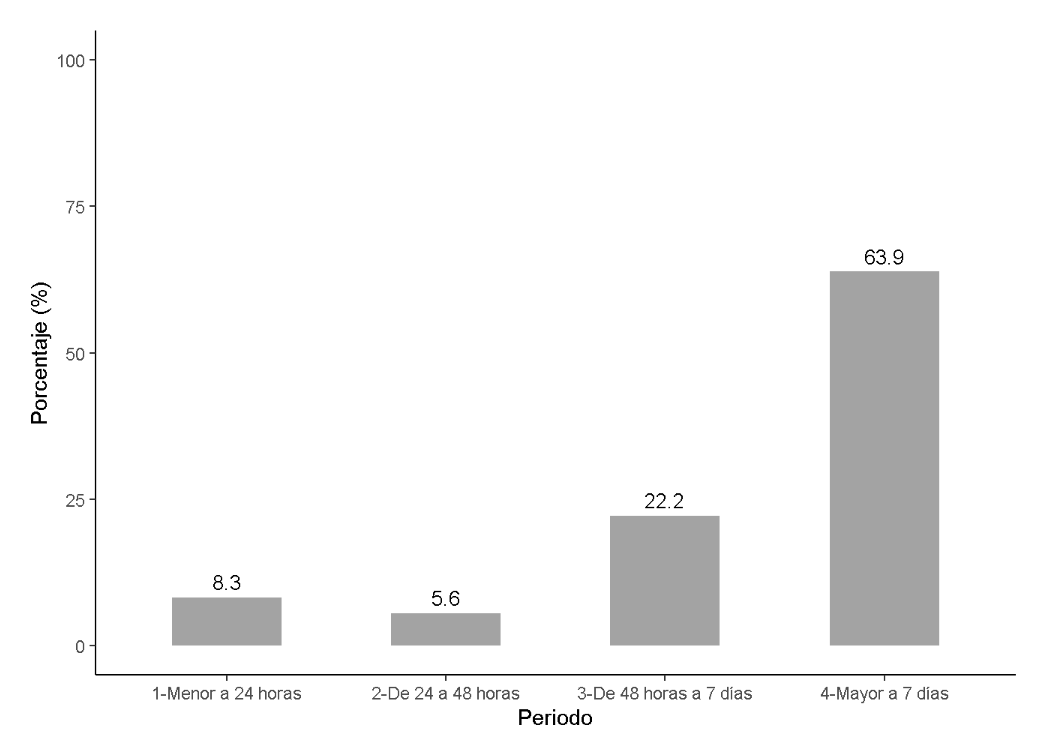 100
75
50
25
0
Porcentaje (%)
8.3
5.6
22.2
63.9
1-Menor a 24 horas
2-De 24 a 48 horas
3-De 48 horas a 7 días
4-Mayor a 7 días
Periodo